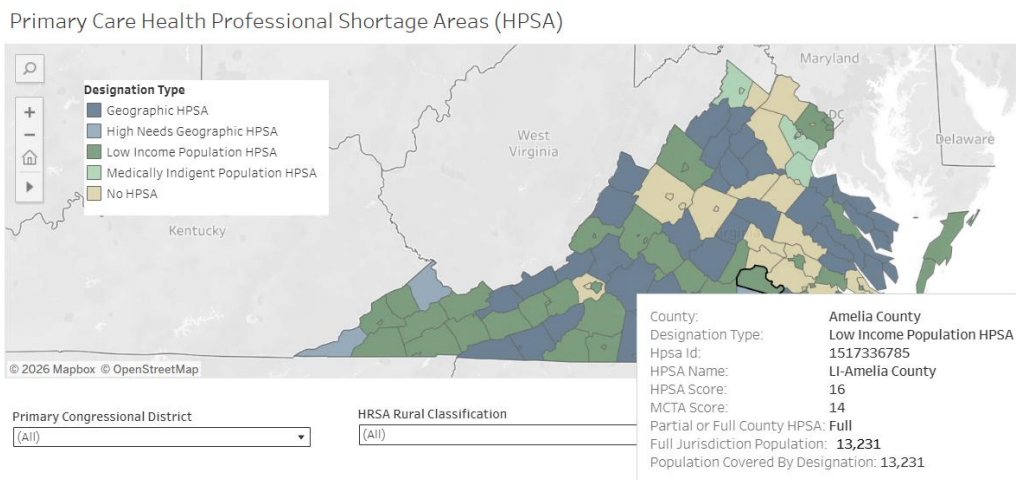 Primary Care Health Professional Shortage Areas (HPSA)
Maryland
DC
Delaware
West
Virginia
Kentucky
Designation Type
Geographic HPSA
High Needs Geographic HPSA
Low Income Population HPSA
Medically Indigent Population HPSA
No HPSA
© 2026 Mapbox © OpenStreetMap
County: Amelia County
Designation Type: Low Income Population HPSA
Hpsa Id: 1517336785
HPSA Name: LI-Amelia County
HPSA Score: 16
MCTA Score: 14
Partial or Full County HPSA: Full
Full Jurisdiction Population: 13,231
Population Covered By Designation: 13,231
Primary Congressional District
(All)
HRSA Rural Classification
(All)